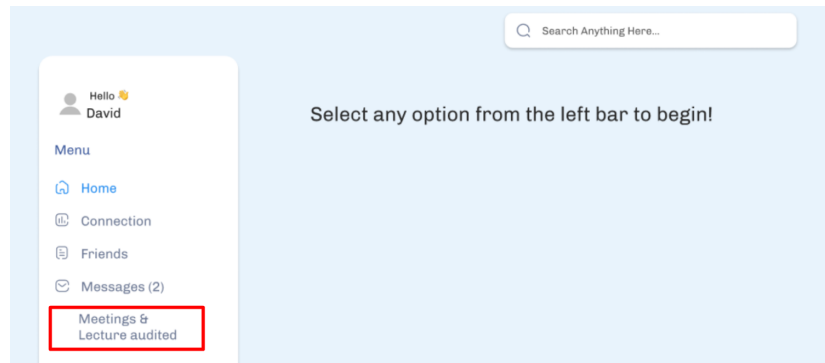 Search Anything Here...
Hello 👋
David
Select any option from the left bar to begin!
Menu
Home
Connection
Friends
Messages (2)
Meetings &
Lecture audited